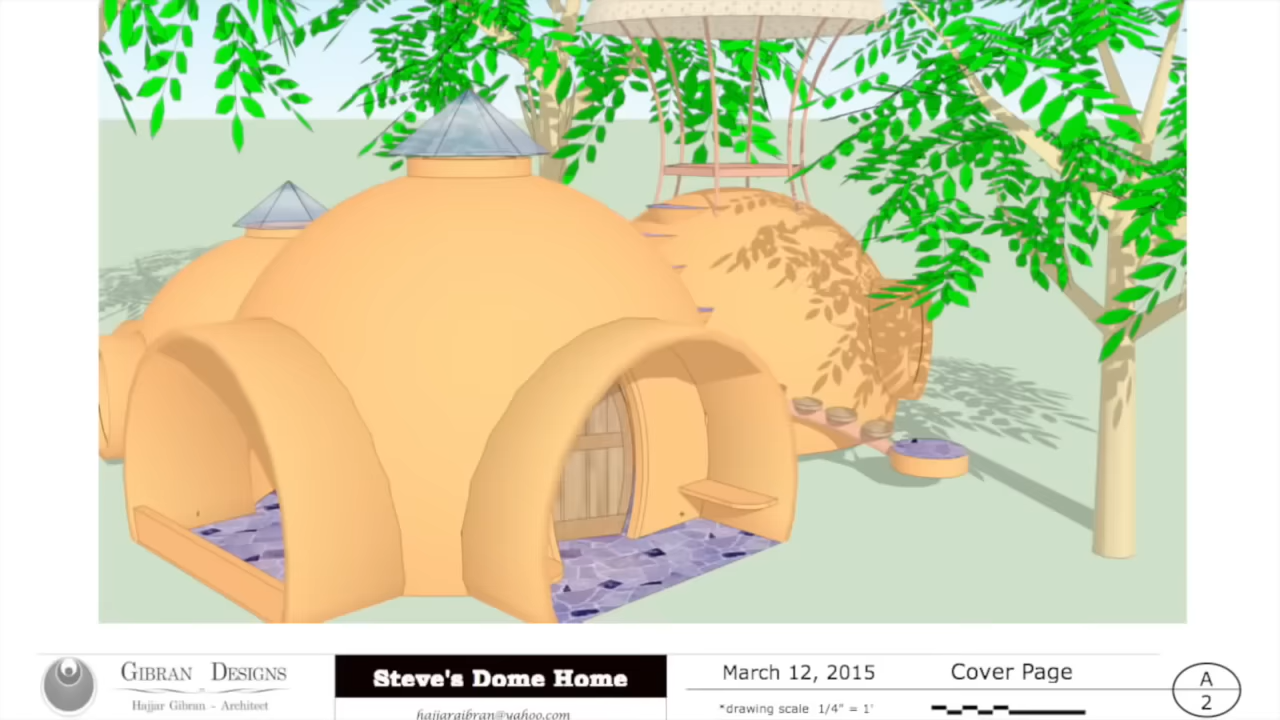 GIBRAN DESIGNS
Hajjar Gibran - Architect
Steve's Dome Home
hajjaragibran@yahoo.com
March 12, 2015
*drawing scale 1/4" = 1'
Cover Page
A
2